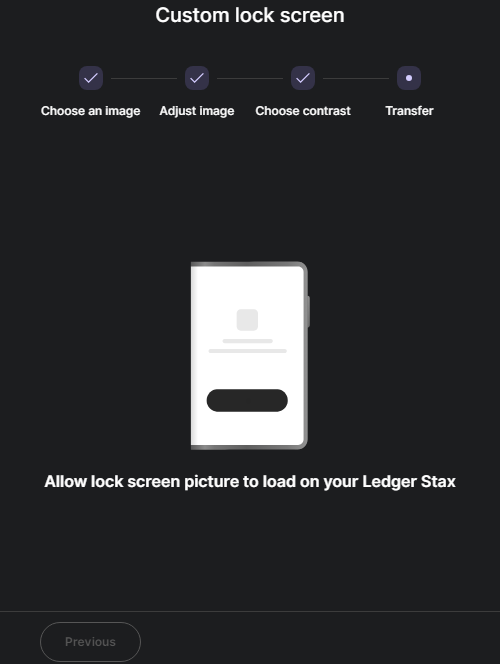 Custom lock screen
Choose an image
Adjust image
Choose contrast
Transfer
Allow lock screen picture to load on your Ledger Stax
Previous